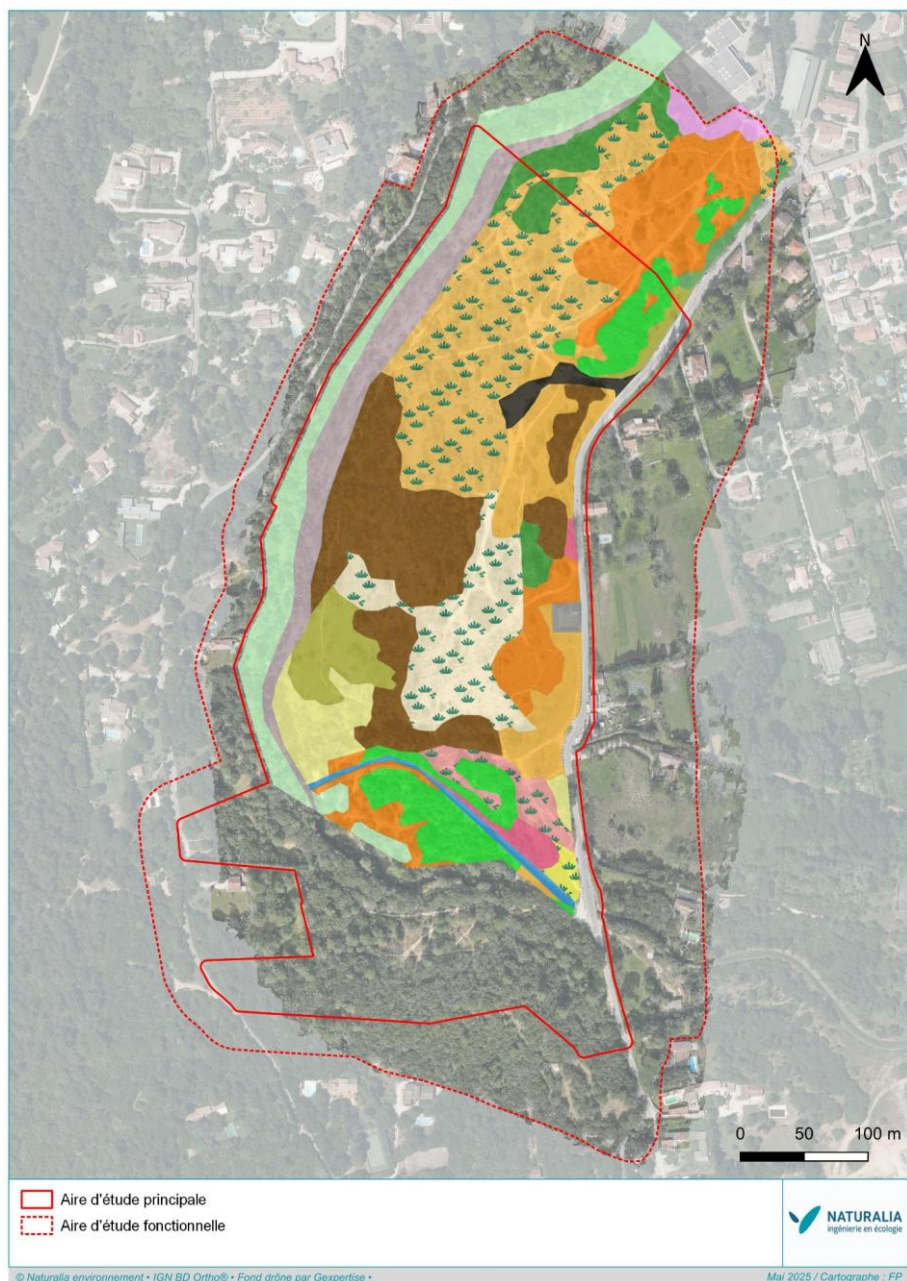 N
0 50 100 m
Aire d'étude principale
Aire d'étude fonctionnelle
NATURALIA
ingénierie en écologie
© Naturalia environnement • IGN BD Ortho® • Fond drône par Gexpertise •
Mai 2025 / Cartographe : FP